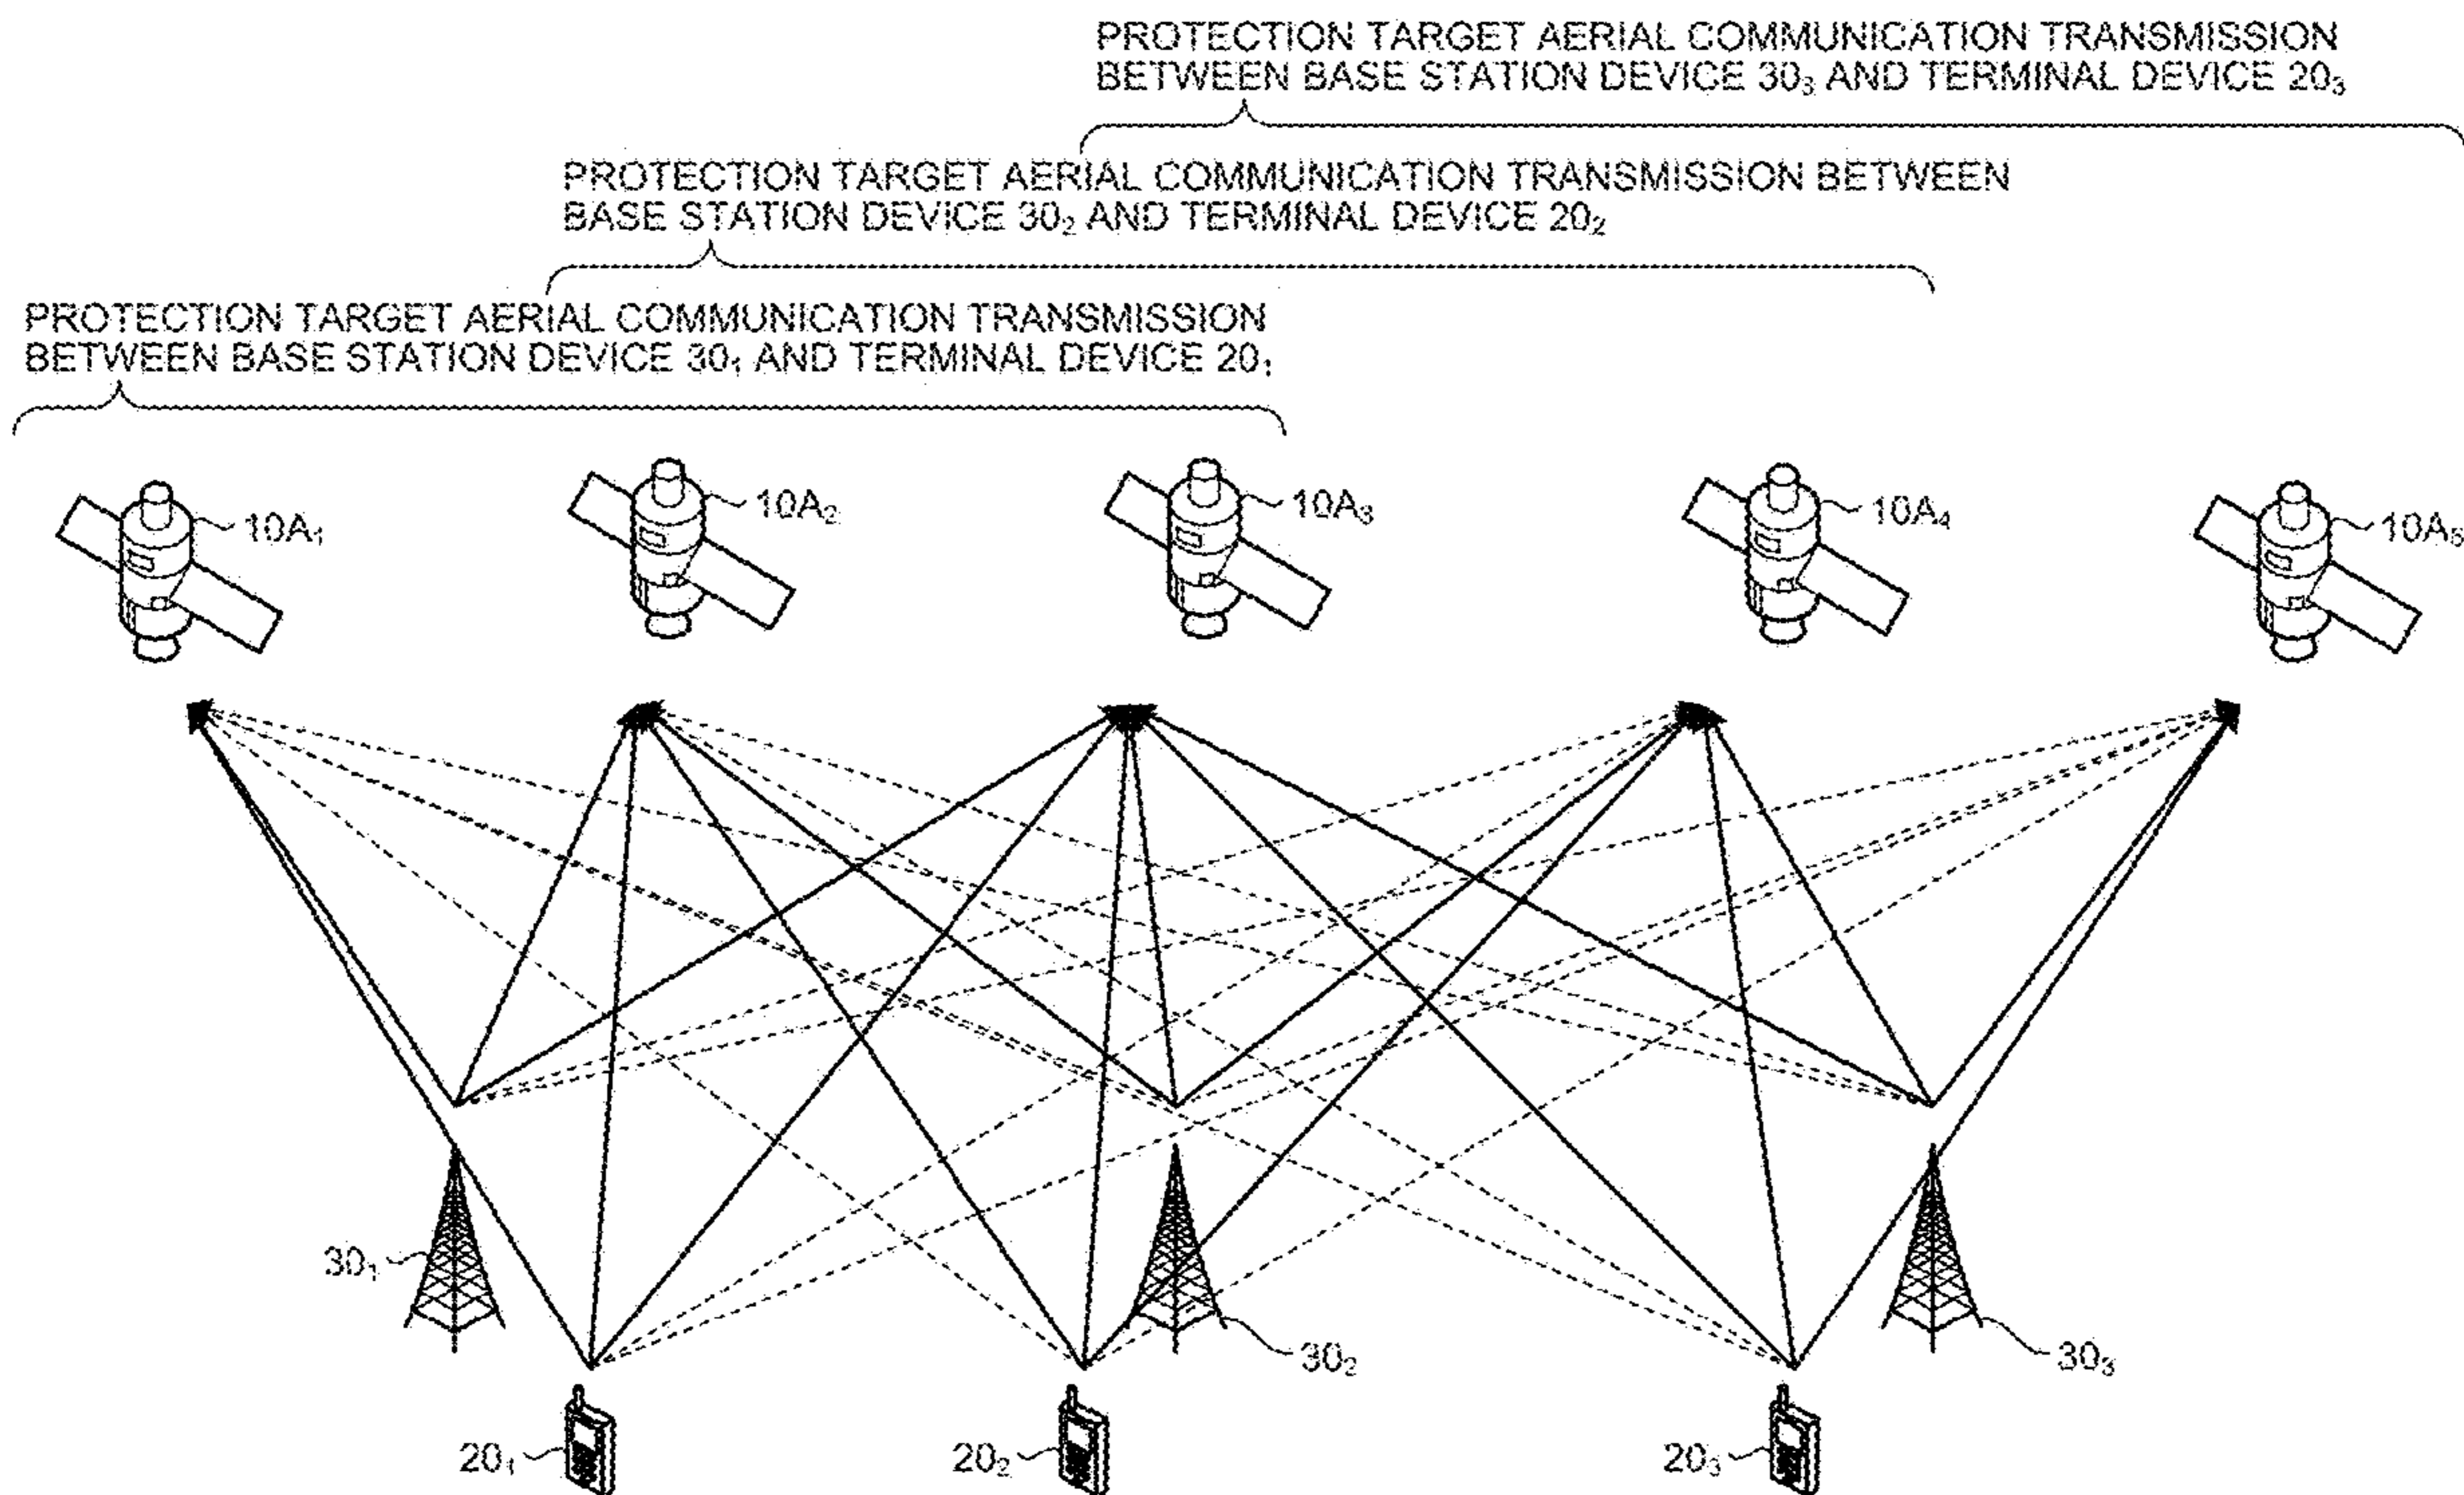 PROTECTION TARGET AERIAL COMMUNICATION TRANSMISSION
BETWEEN BASE STATION DEVICE 30₃ AND TERMINAL DEVICE 20₃
PROTECTION TARGET AERIAL COMMUNICATION TRANSMISSION BETWEEN
BASE STATION DEVICE 30₂ AND TERMINAL DEVICE 20₂
PROTECTION TARGET AERIAL COMMUNICATION TRANSMISSION
BETWEEN BASE STATION DEVICE 30₁ AND TERMINAL DEVICE 20₁
10A₁
10A₂
10A₃
10A₄
10A₅
30₁
30₂
30₃
20₁
20₂
20₃